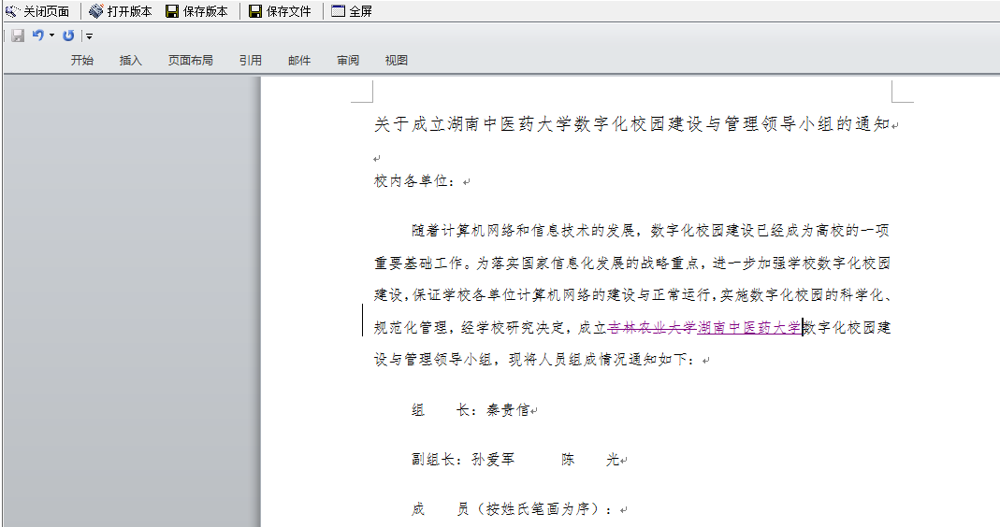 关闭页面 打开版本 保存版本 保存文件 全屏
开始 插入 页面布局 引用 邮件 审阅 视图
关于成立湖南中医药大学数字化校园建设与管理领导小组的通知
校内各单位：
随着计算机网络和信息技术的发展，数字化校园建设已经成为高校的一项
重要基础工作。为落实国家信息化发展的战略重点，进一步加强学校数字化校园
建设，保证学校各单位计算机网络的建设与正常运行，实施数字化校园的科学化、
规范化管理，经学校研究决定，成立吉林农业大学湖南中医药大学数字化校园建
设与管理领导小组，现将人员组成情况通知如下：
组 长：秦贵信
副组长：孙爱军 陈 光
成 员（按姓氏笔画为序）：